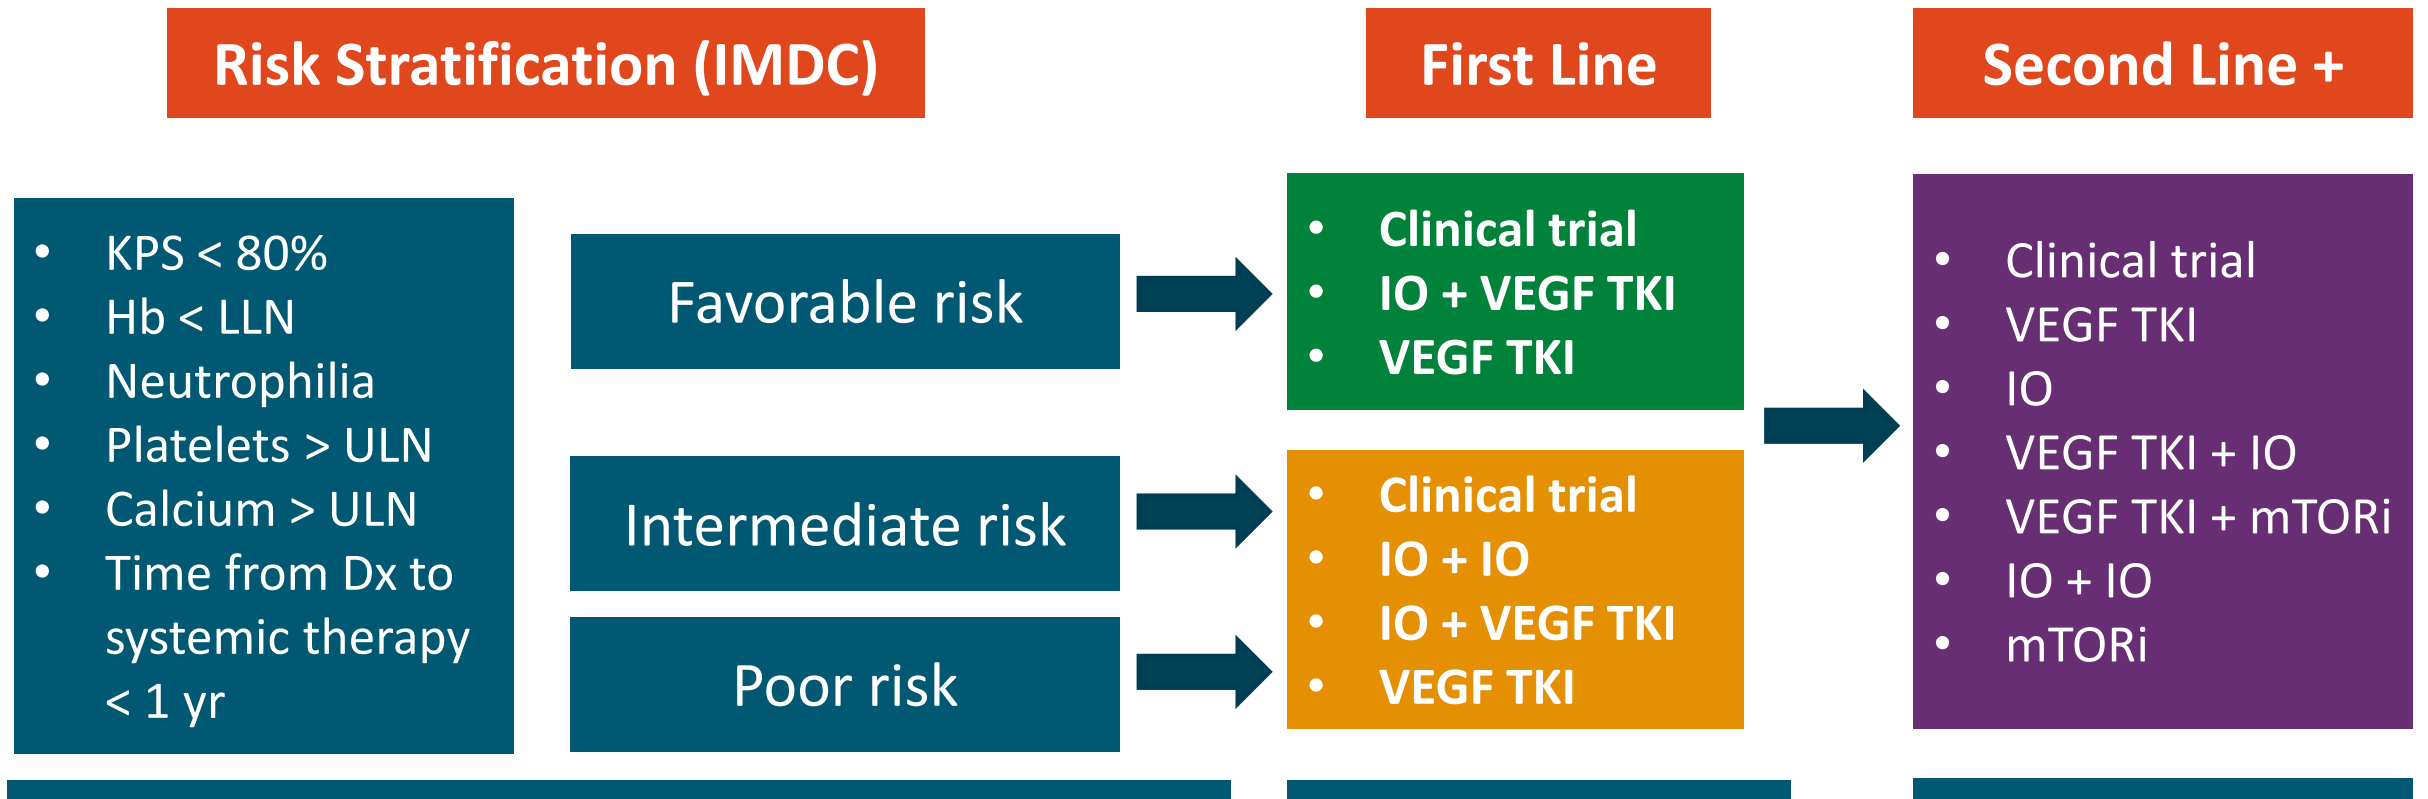 Risk Stratification (IMDC)
First Line
Second Line +
• KPS < 80%
• Hb < LLN
• Neutrophilia
• Platelets > ULN
• Calcium > ULN
• Time from Dx to
systemic therapy
< 1 yr
Favorable risk
Intermediate risk
Poor risk
• Clinical trial
• IO + VEGF TKI
• VEGF TKI
• Clinical trial
• IO + IO
• IO + VEGF TKI
• VEGF TKI
• Clinical trial
• VEGF TKI
• IO
• VEGF TKI + IO
• VEGF TKI + mTORi
• IO + IO
• mTORi